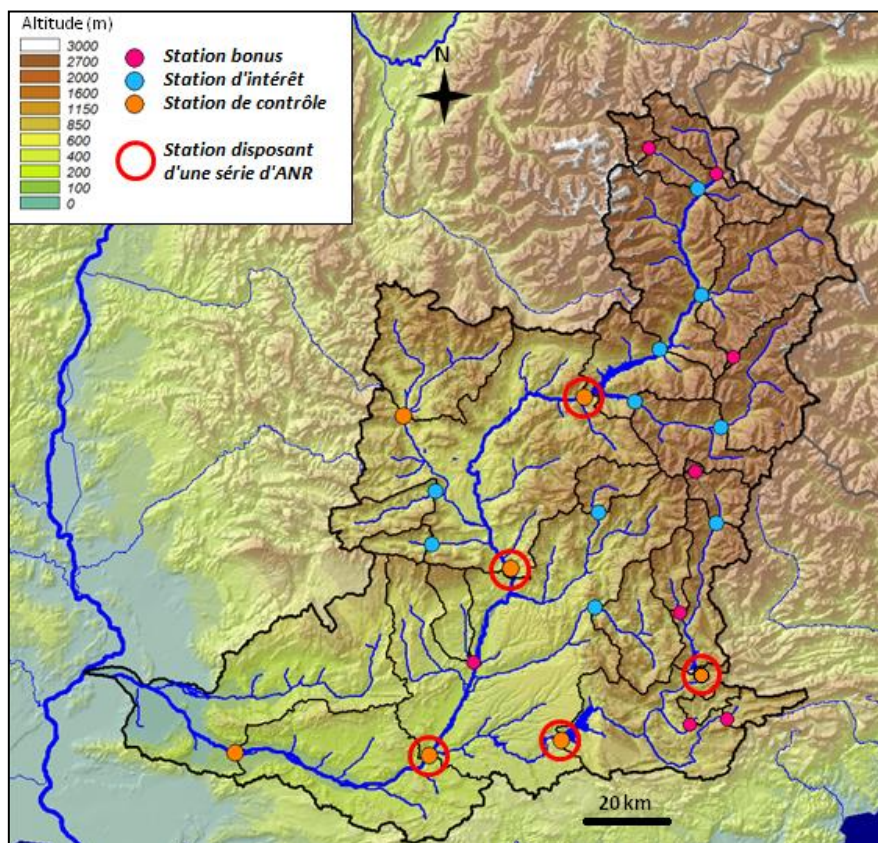 Altitude (m)
3000
2700
2000
1600
1150
850
600
400
200
100
0
Station bonus
Station d'intérêt
Station de contrôle
Station disposant
d'une série d'ANR
N
20 km